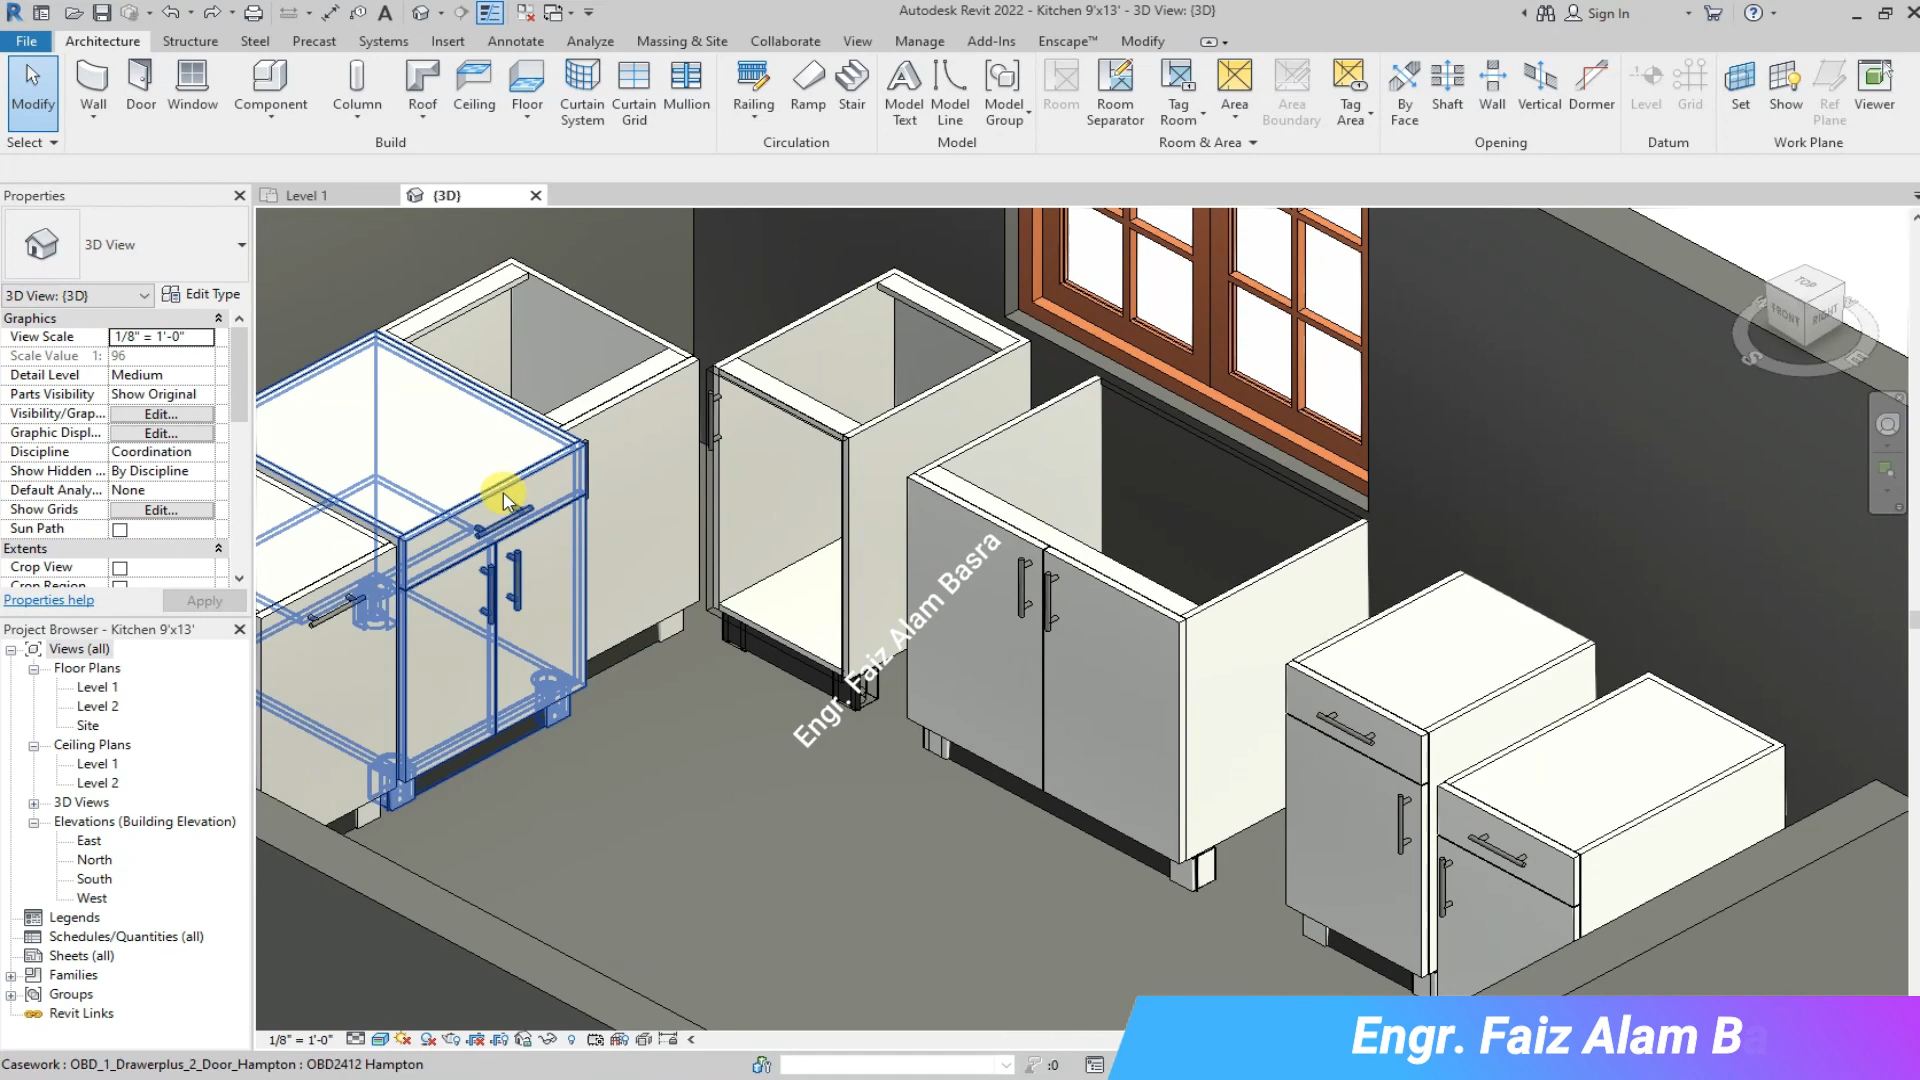 Autodesk Revit 2022 - Kitchen 9'x13' - 3D View: {3D}
Sign In
File Architecture Structure Steel Precast Systems Insert Annotate Analyze Massing & Site Collaborate View Manage Add-Ins Enscape™ Modify
Modify
Wall
Door
Window
Component
Column
Roof
Ceiling
Floor
Curtain System
Curtain Grid
Mullion
Railing
Ramp
Stair
Model Text
Model Line
Model Group
Room
Room Separator
Tag Room
Area
Area Boundary
Tag Area
By Face
Shaft
Wall
Vertical
Dormer
Level
Grid
Set
Show
Ref Plane
Viewer
Select Build Circulation Model Room & Area Opening Datum Work Plane
Properties
Level 1
{3D}
3D View
3D View: {3D}
Edit Type
Graphics
View Scale 1/8" = 1'-0"
Scale Value 1: 96
Detail Level Medium
Parts Visibility Show Original
Visibility/Grap... Edit...
Graphic Displ... Edit...
Discipline Coordination
Show Hidden ... By Discipline
Default Analy... None
Show Grids Edit...
Sun Path
Extents
Crop View
Crop Region
Properties help
Apply
Project Browser - Kitchen 9'x13'
Views (all)
Floor Plans
Level 1
Level 2
Site
Ceiling Plans
Level 1
Level 2
3D Views
Elevations (Building Elevation)
East
North
South
West
Legends
Schedules/Quantities (all)
Sheets (all)
Families
Groups
Revit Links
TOP
FRONT
RIGHT
S
E
Engr. Faiz Alam Basra
1/8" = 1'-0"
Casework : OBD_1_Drawerplus_2_Door_Hampton : OBD2412 Hampton
:0
Engr. Faiz Alam Ba